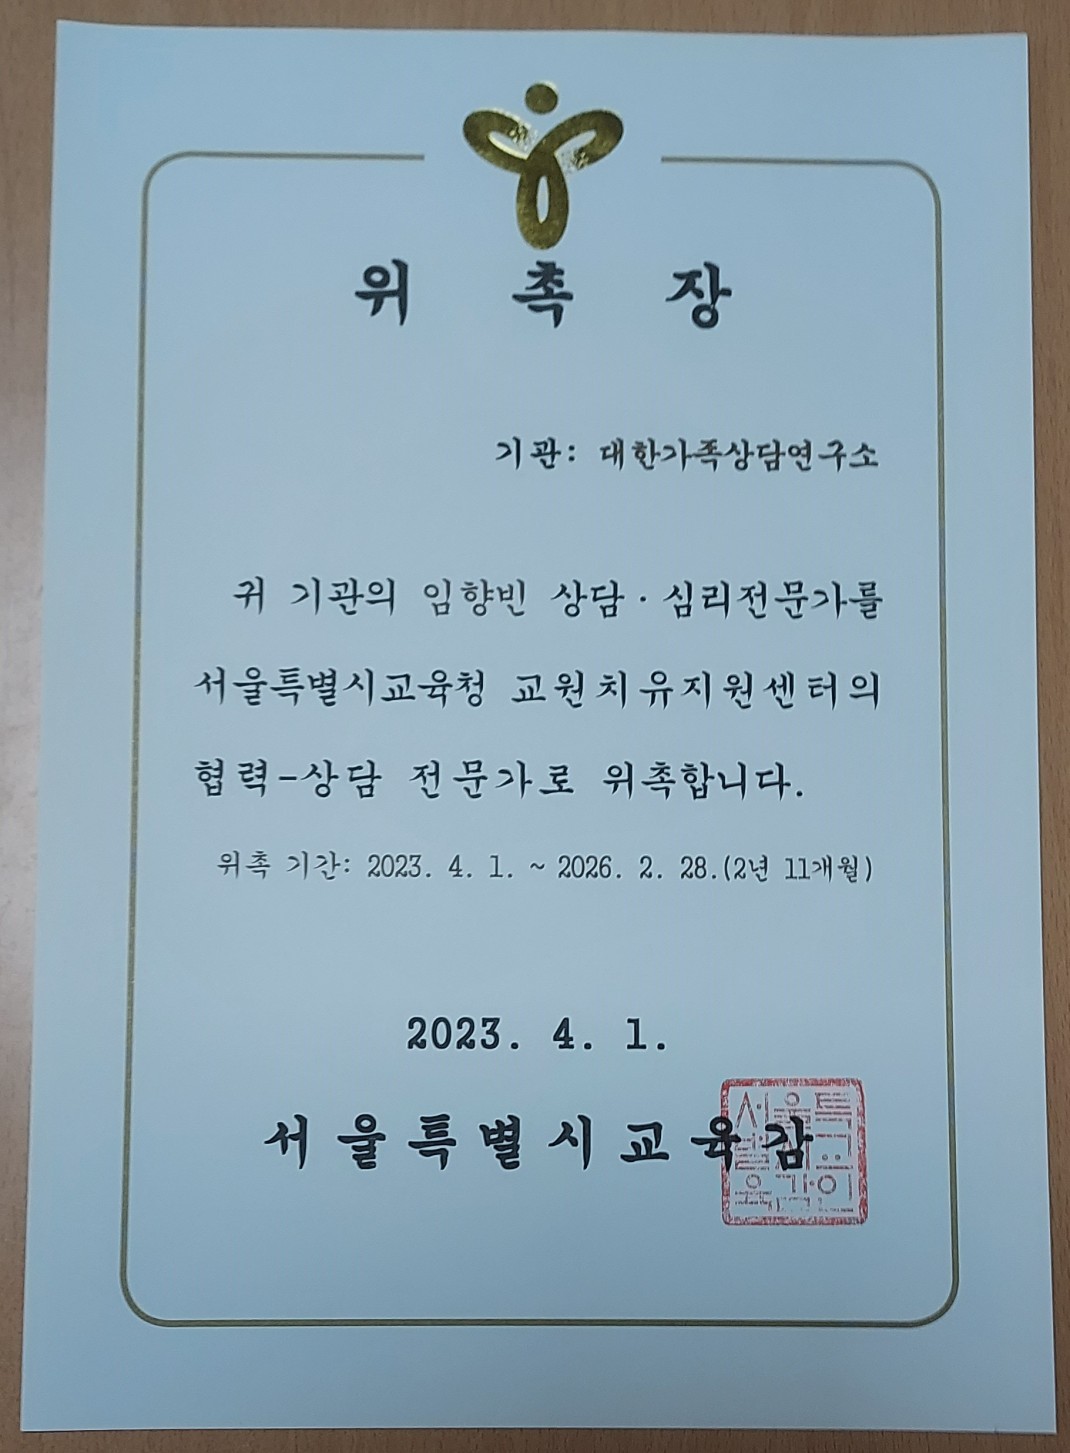 위 촉 장
기관: 대한가족상담연구소
귀 기관의 임향빈 상담·심리전문가를
서울특별시교육청 교원치유지원센터의
협력-상담 전문가로 위촉합니다.
위촉 기간: 2023. 4. 1. ~ 2026. 2. 28.(2년 11개월)
2023. 4. 1.
서울특별시교육감